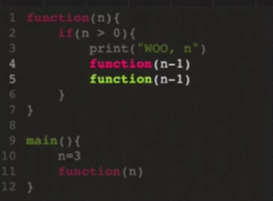 1 function(n){
2 if(n > 0){
3 print("WOO, n")
4 function(n-1)
5 function(n-1)
6 }
7 }
8
9 main(){
10 n=3
11 function(n)
12 }